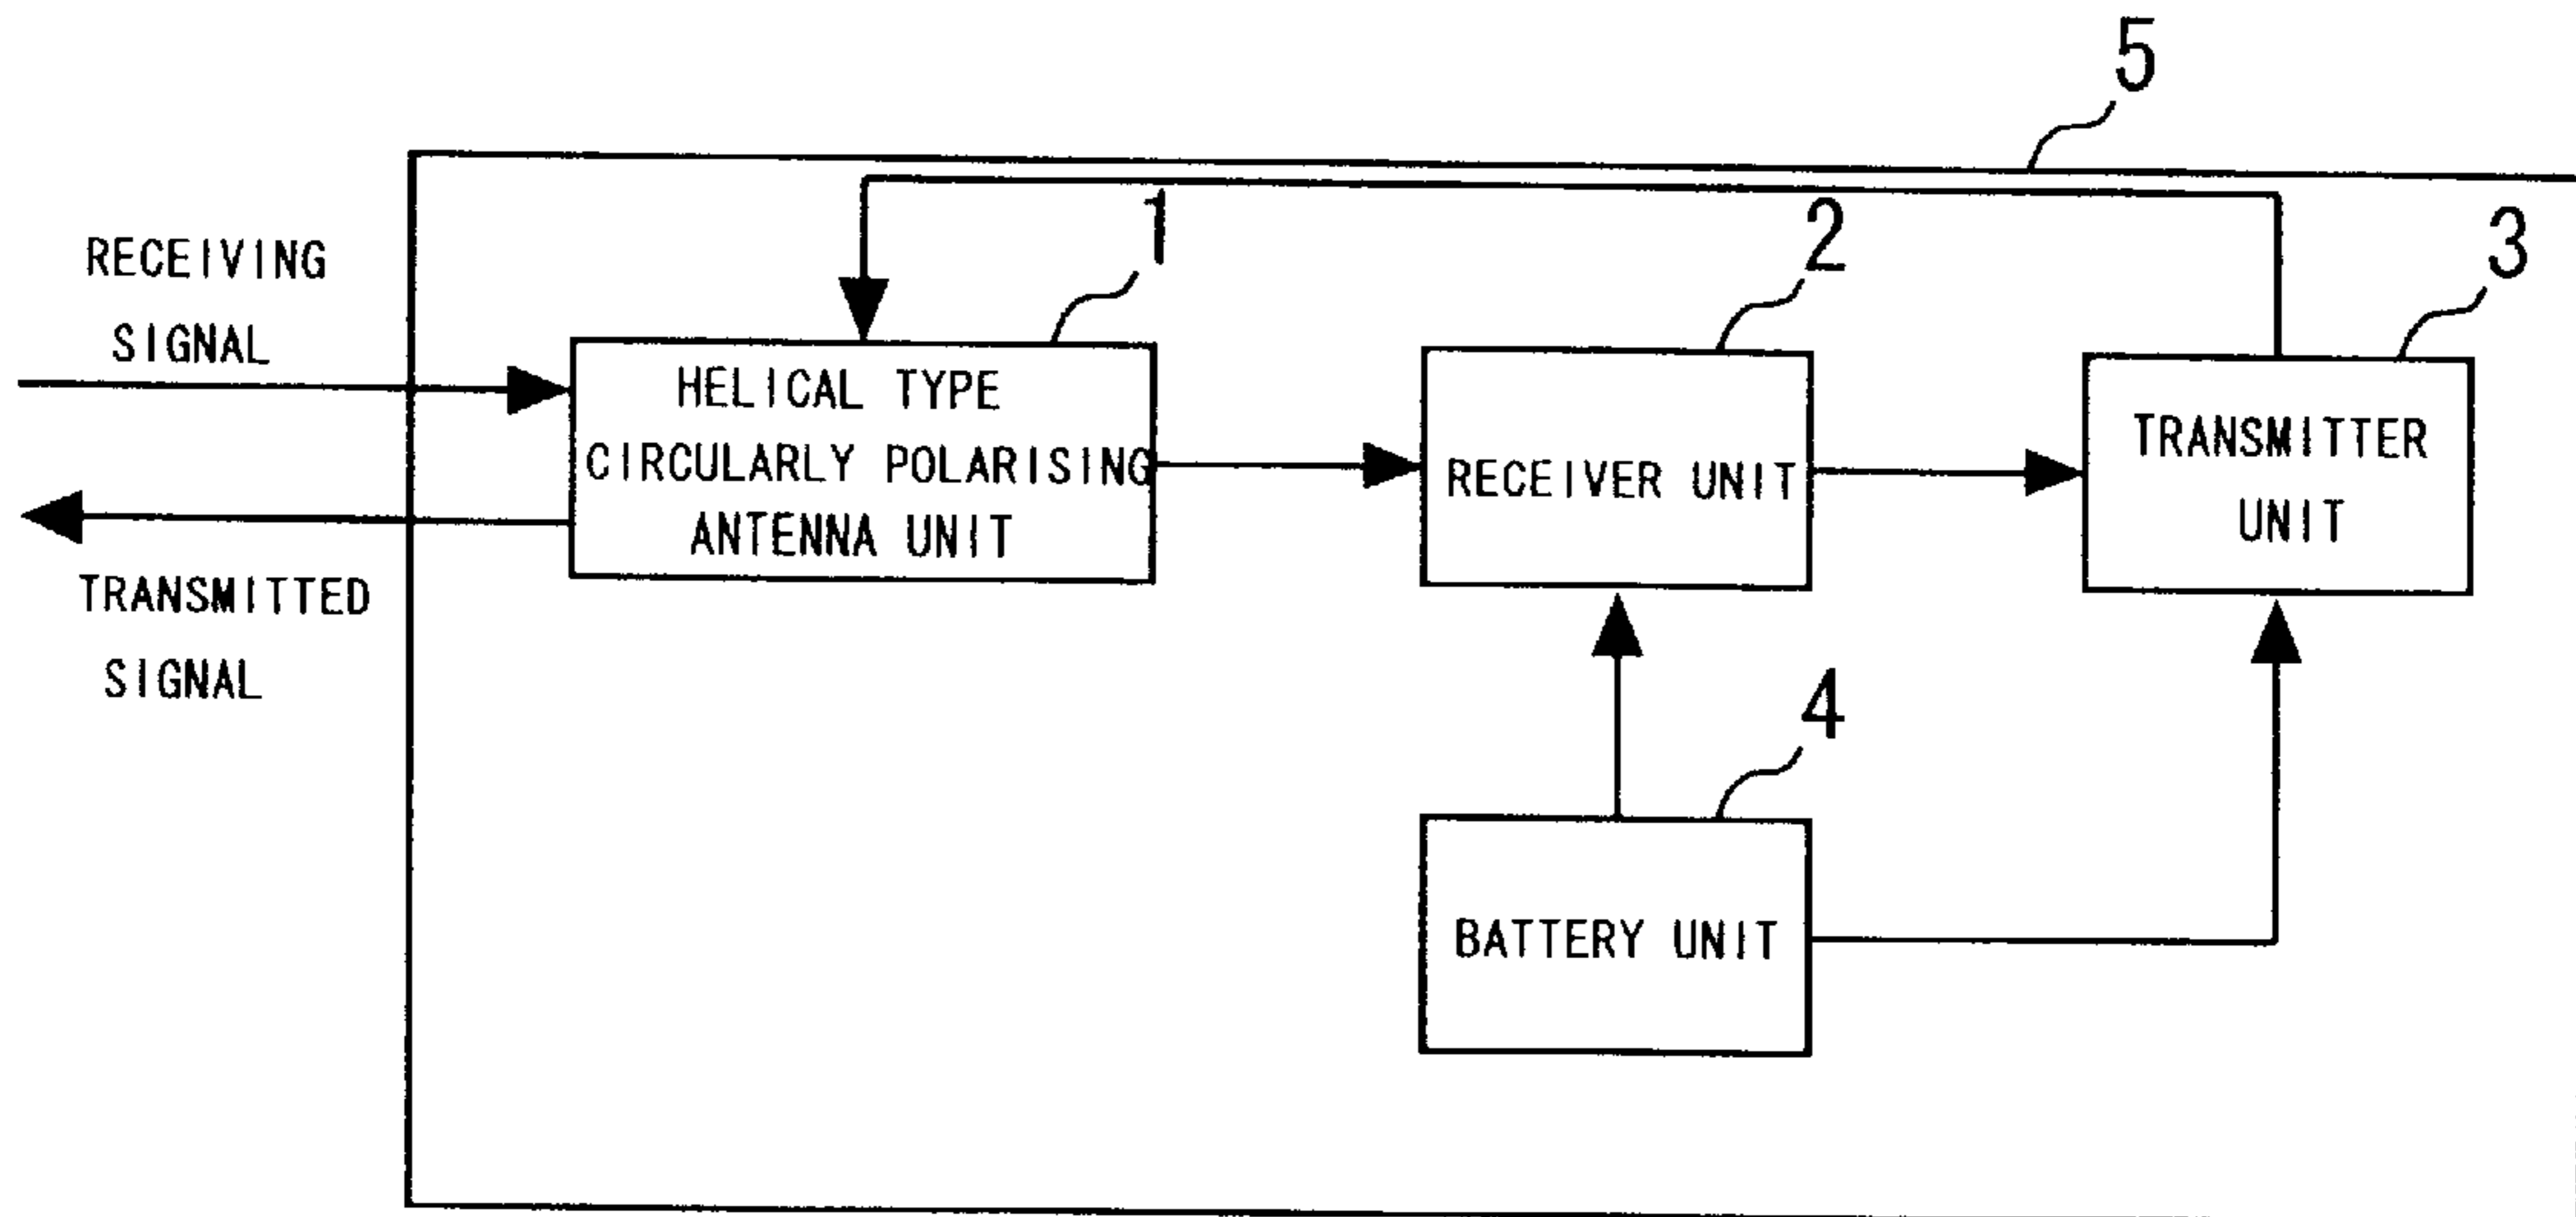 5
1
2
3
RECEIVING
SIGNAL
HELICAL TYPE
CIRCULARLY POLARISING
ANTENNA UNIT
RECEIVER UNIT
TRANSMITTER
UNIT
TRANSMITTED
SIGNAL
4
BATTERY UNIT